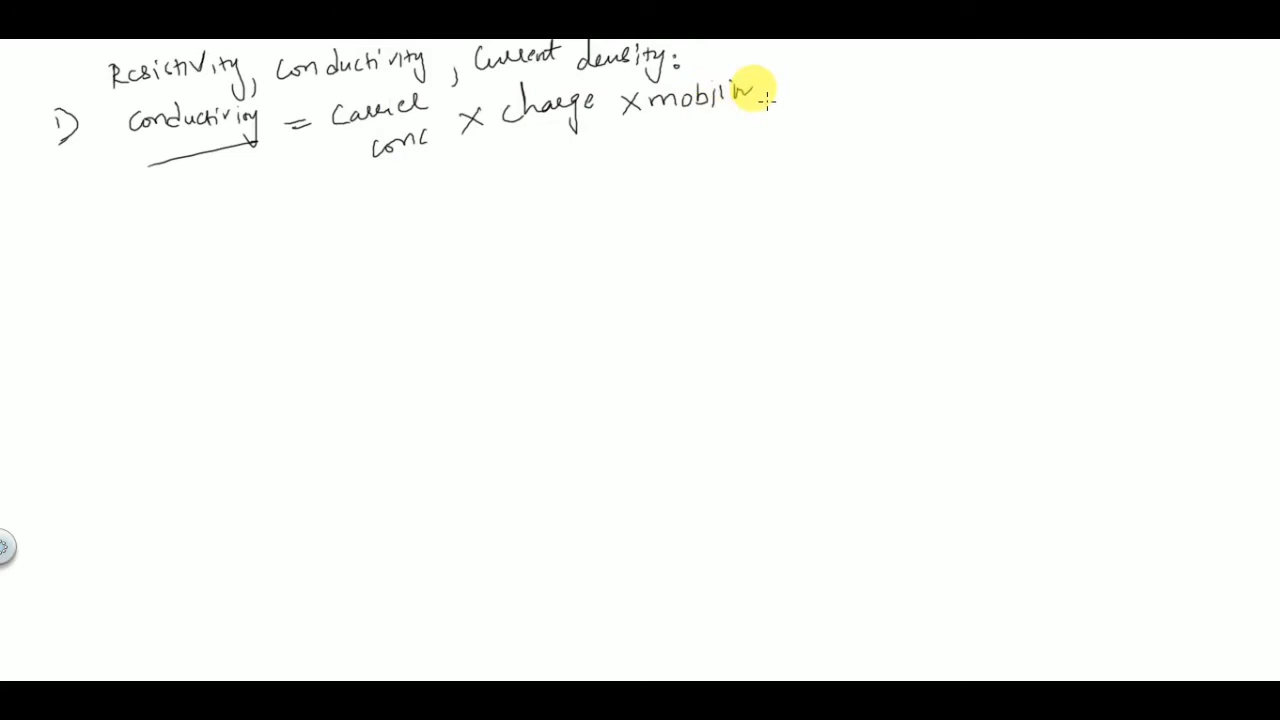 Resistivity, conductivity, Current density:
1) conductivity = carrier conc × charge × mobility